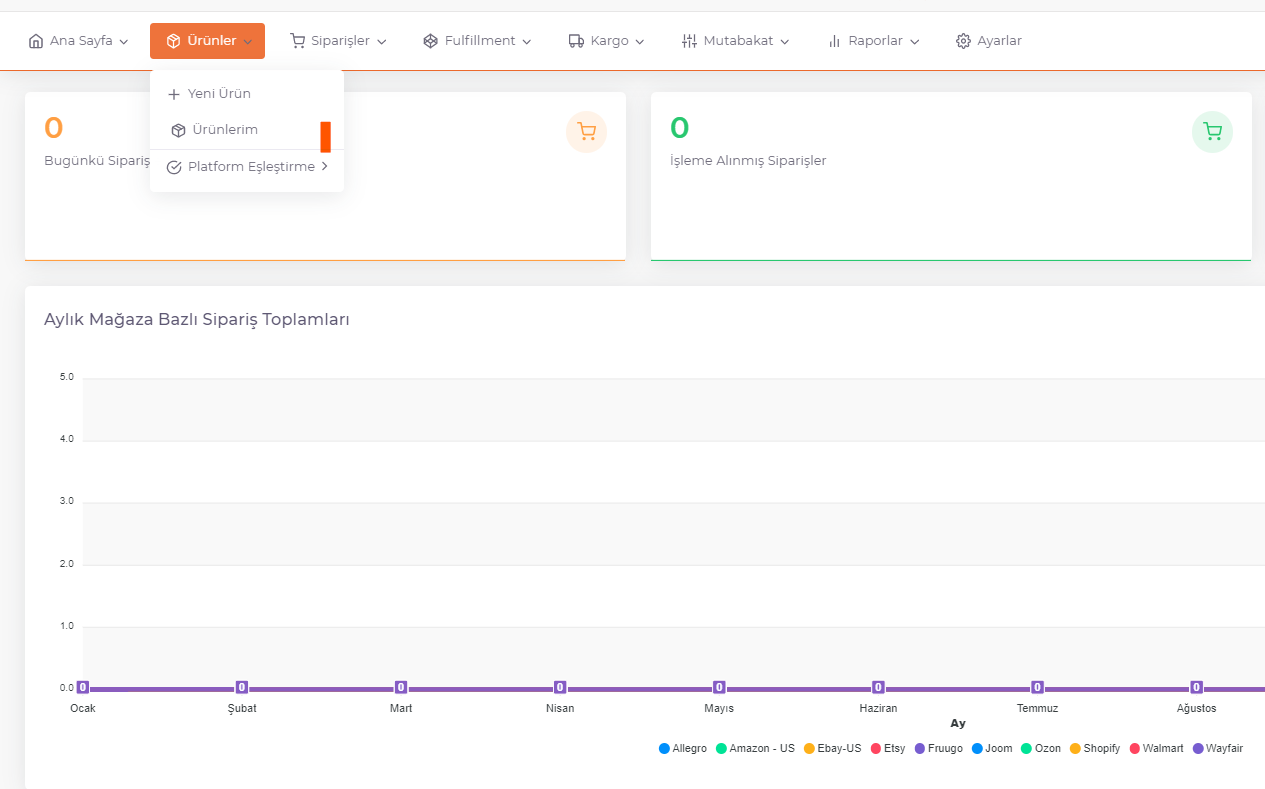 Ana Sayfa Ürünler Siparişler Fulfillment Kargo Mutabakat Raporlar Ayarlar
Yeni Ürün
Ürünlerim
Platform Eşleştirme
0
Bugünkü Sipariş
0
İşleme Alınmış Siparişler
Aylık Mağaza Bazlı Sipariş Toplamları
5.0
4.0
3.0
2.0
1.0
0.0 0 0 0 0 0 0 0 0
Ocak Şubat Mart Nisan Mayıs Haziran Temmuz Ağustos
Ay
Allegro Amazon - US Ebay-US Etsy Fruugo Joom Ozon Shopify Walmart Wayfair